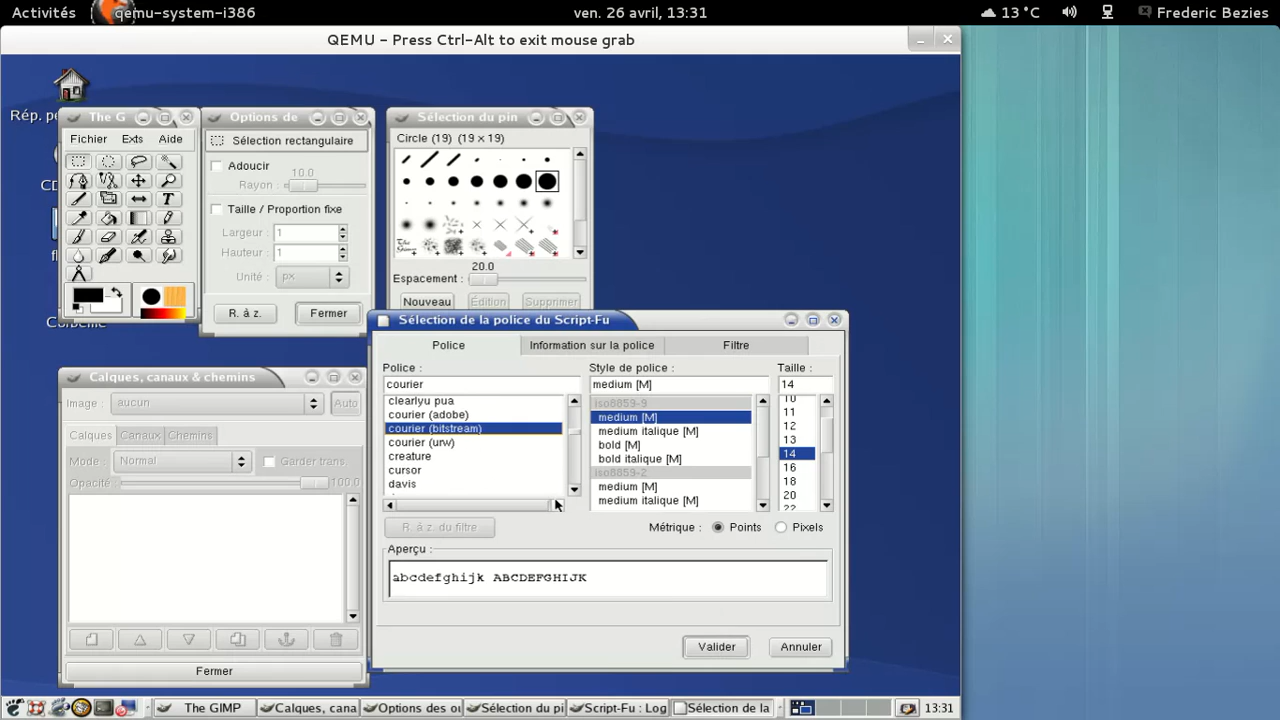 Activités
qemu-system-i386
ven. 26 avril, 13:31
13 °C
Frederic Bezies
QEMU - Press Ctrl-Alt to exit mouse grab
Rép. pe
The G
Fichier Exts Aide
Options de
Sélection rectangulaire
Adoucir
10.0
Rayon :
Taille / Proportion fixe
Largeur : 1
Hauteur : 1
Unité : px
R. à z. Fermer
Sélection du pin
Circle (19) (19 × 19)
20.0
Espacement :
Nouveau Édition Supprimer
Corbeille
Calques, canaux & chemins
Image : aucun Auto
Calques Canaux Chemins
Mode : Normal Garder trans.
Opacité : 100.0
Fermer
Sélection de la police du Script-Fu
Police Information sur la police Filtre
Police : Style de police : Taille :
courier medium [M] 14
clearlyu pua
courier (adobe)
courier (bitstream)
courier (urw)
creature
cursor
davis
iso8859-9
medium [M]
medium italique [M]
bold [M]
bold italique [M]
iso8859-2
medium [M]
medium italique [M]
10
11
12
13
14
16
18
20
22
R. à z. du filtre
Métrique : Points Pixels
Aperçu :
abcdefghijk ABCDEFGHIJK
Valider Annuler
The GIMP
Calques, cana
Options des o
Sélection du pi
Script-Fu : Log
Sélection de la
13:31